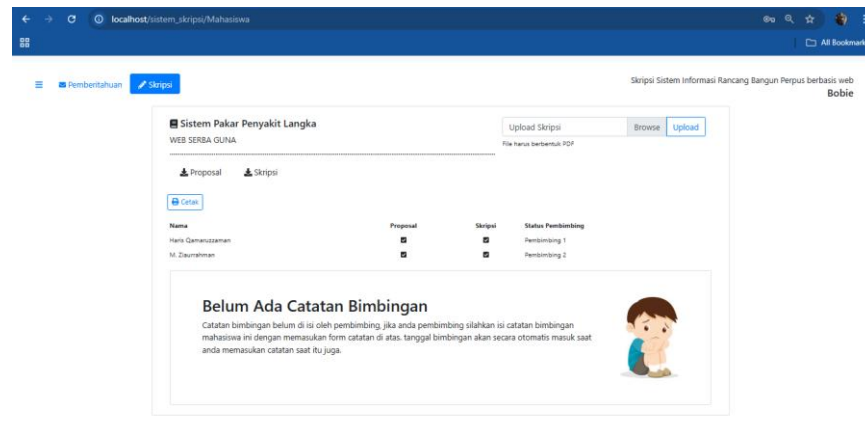 localhost/sistem_skripsi/Mahasiswa
All Bookmark
Pemberitahuan
Skripsi
Skripsi Sistem Informasi Rancang Bangun Perpus berbasis web
Bobie
Sistem Pakar Penyakit Langka
WEB SERBA GUNA
Upload Skripsi Browse Upload
File harus berbentuk PDF
Proposal Skripsi
Cetak
Nama Proposal Skripsi Status Pembimbing
Haris Qamaruzzaman Pembimbing 1
M. Ziaurrahman Pembimbing 2
Belum Ada Catatan Bimbingan
Catatan bimbingan belum di isi oleh pembimbing, jika anda pembimbing silahkan isi catatan bimbingan
mahasiswa ini dengan memasukan form catatan di atas. tanggal bimbingan akan secara otomatis masuk saat
anda memasukan catatan saat itu juga.